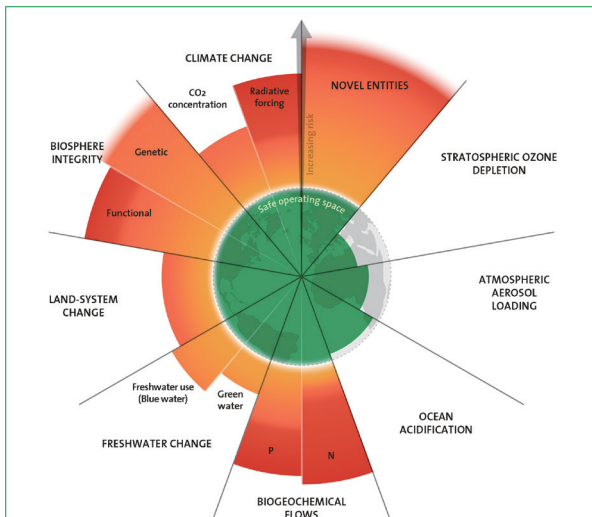 CLIMATE CHANGE
CO2
concentration
Radiative
forcing
Increasing risk
NOVEL ENTITIES
BIOSPHERE
INTEGRITY
Genetic
Functional
STRATOSPHERIC OZONE
DEPLETION
Safe operating space
LAND-SYSTEM
CHANGE
ATMOSPHERIC
AEROSOL
LOADING
Freshwater use
(Blue water)
Green
water
FRESHWATER CHANGE
OCEAN
ACIDIFICATION
P
N
BIOGEOCHEMICAL
FLOWS